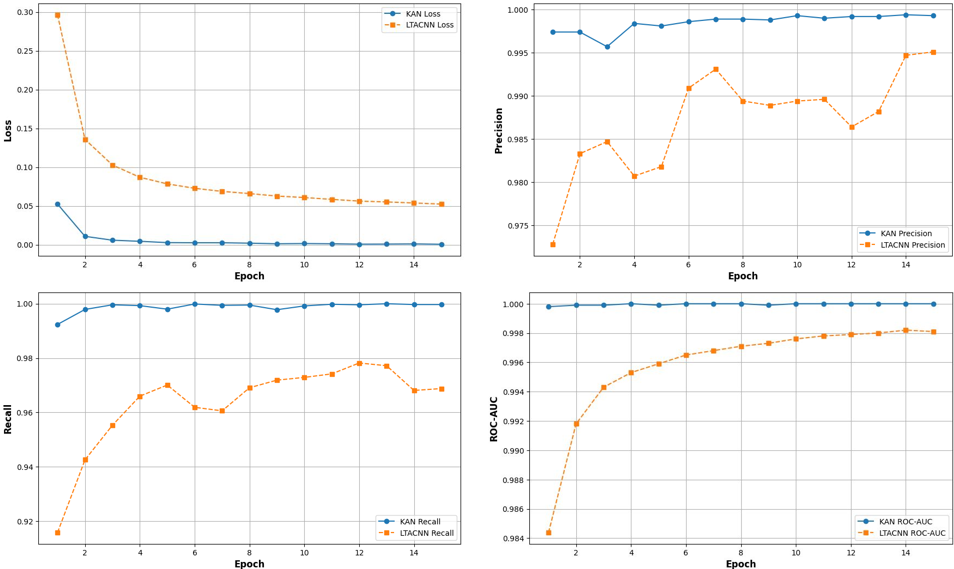 0.30
0.25
0.20
0.15
0.10
0.05
0.00
Loss
KAN Loss
LTACNN Loss
2 4 6 8 10 12 14
Epoch
1.000
0.995
0.990
0.985
0.980
0.975
Precision
KAN Precision
LTACNN Precision
2 4 6 8 10 12 14
Epoch
1.00
0.98
0.96
0.94
0.92
Recall
KAN Recall
LTACNN Recall
2 4 6 8 10 12 14
Epoch
1.000
0.998
0.996
0.994
0.992
0.990
0.988
0.986
0.984
ROC-AUC
KAN ROC-AUC
LTACNN ROC-AUC
2 4 6 8 10 12 14
Epoch